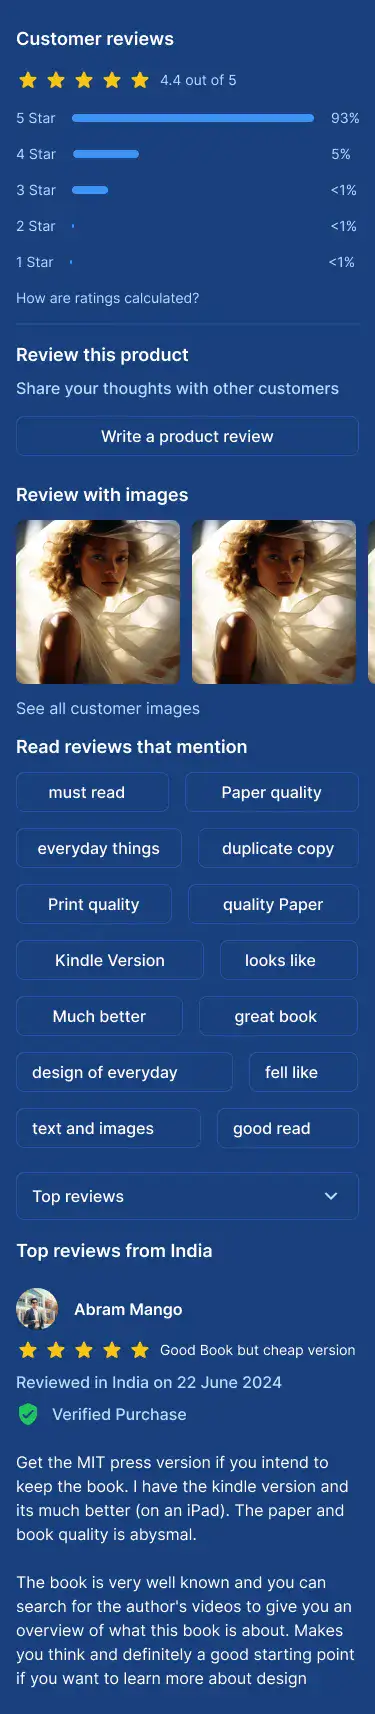 Customer reviews
4.4 out of 5
5 Star 93%
4 Star 5%
3 Star <1%
2 Star <1%
1 Star <1%
How are ratings calculated?
Review this product
Share your thoughts with other customers
Write a product review
Review with images
See all customer images
Read reviews that mention
must read Paper quality
everyday things duplicate copy
Print quality quality Paper
Kindle Version looks like
Much better great book
design of everyday fell like
text and images good read
Top reviews
Top reviews from India
Abram Mango
Good Book but cheap version
Reviewed in India on 22 June 2024
Verified Purchase
Get the MIT press version if you intend to
keep the book. I have the kindle version and
its much better (on an iPad). The paper and
book quality is abysmal.
The book is very well known and you can
search for the author's videos to give you an
overview of what this book is about. Makes
you think and definitely a good starting point
if you want to learn more about design